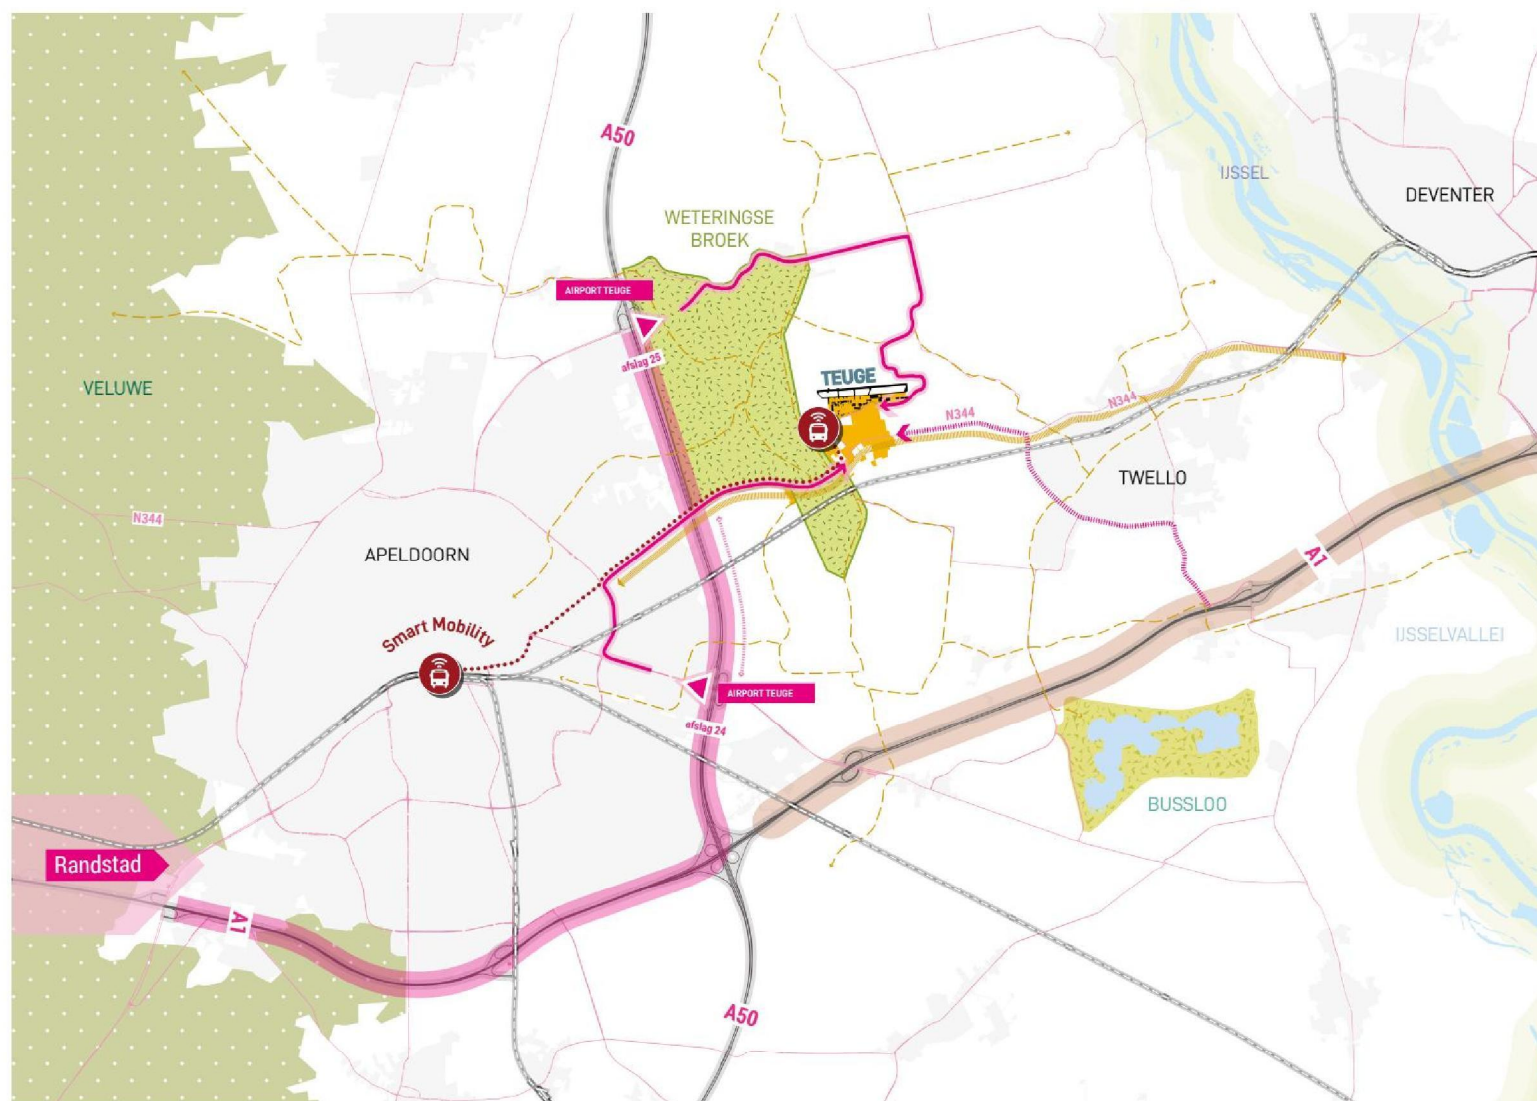 A50
WETERINGSE
BROEK
IJSSEL
DEVENTER
AIRPORT TEUGE
afslag 25
VELUWE
TEUGE
N344
N344
TWELLO
N344
APELDOORN
A1
Smart Mobility
IJSSELVALLEI
AIRPORT TEUGE
afslag 24
BUSSLOO
Randstad
A1
A50